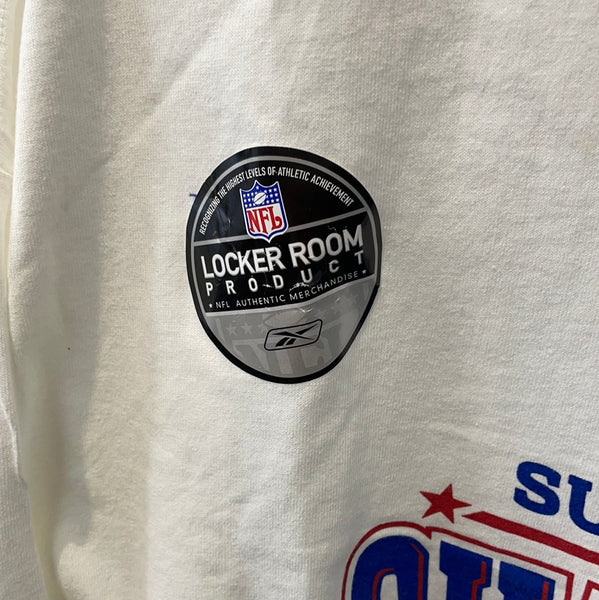 RECOGNIZING THE HIGHEST LEVELS OF ATHLETIC ACHIEVEMENT
NFL
LOCKER ROOM
PRODUCT
• NFL AUTHENTIC MERCHANDISE •
SU